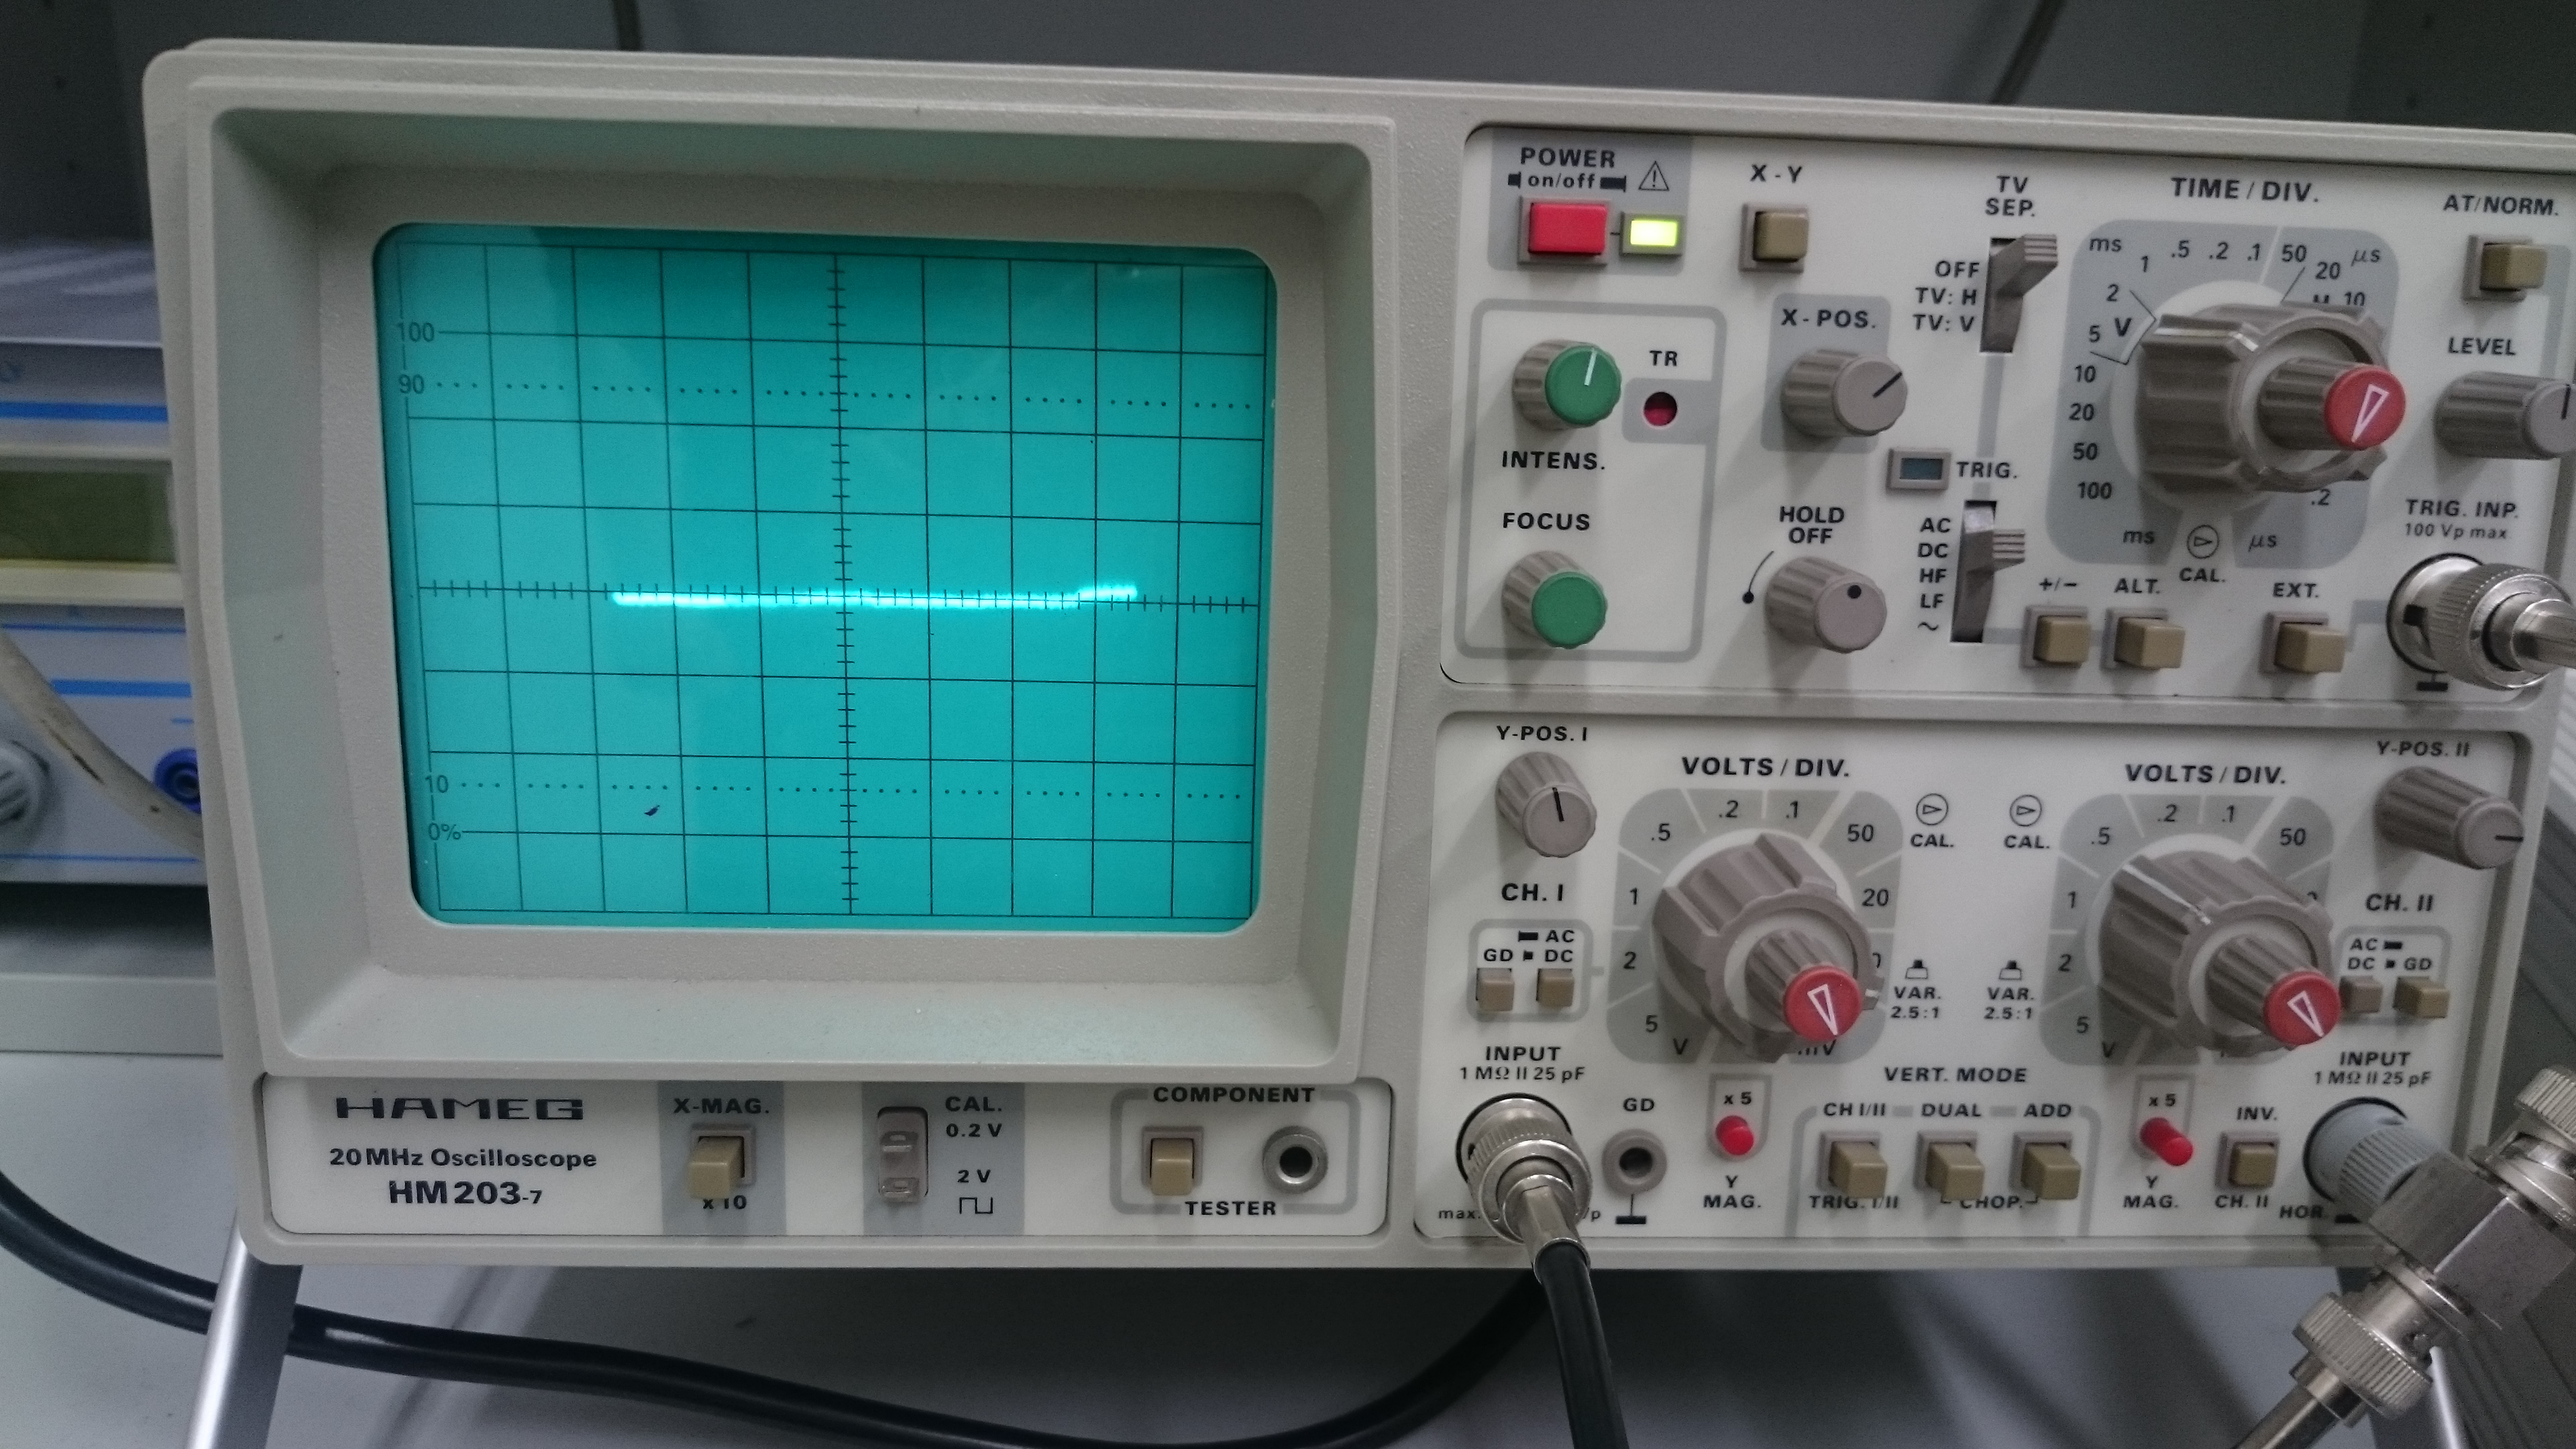 POWER
on/off
X - Y
TV
SEP.
TIME / DIV.
AT/NORM.
ms
1
.5
.2
.1
50
μs
20
10
2
5
V
10
20
50
100
ms
CAL.
μs
.2
OFF
TV: H
TV: V
X - POS.
TR
INTENS.
FOCUS
HOLD
OFF
TRIG.
AC
DC
HF
LF
~
LEVEL
TRIG. INP.
100 Vp max.
+/−
ALT.
EXT.
100
90
10
0%
Y-POS. I
VOLTS / DIV.
VOLTS / DIV.
Y-POS. II
.5
.2
.1
50
20
1
2
5
V
mV
CAL.
CAL.
.5
.2
.1
50
1
2
5
V
CH. I
AC
GD DC
CH. II
AC
DC GD
VAR.
2.5:1
VAR.
2.5:1
INPUT
1 MΩ II 25 pF
INPUT
1 MΩ II 25 pF
GD
x 5
Y
MAG.
VERT. MODE
CH I/II
DUAL
ADD
TRIG. I/II
CHOP.
x 5
Y
MAG.
INV.
CH. II
HOR.
max.
HAMEG
20 MHz Oscilloscope
HM 203-7
X-MAG.
x 10
CAL.
0.2 V
2 V
COMPONENT
TESTER